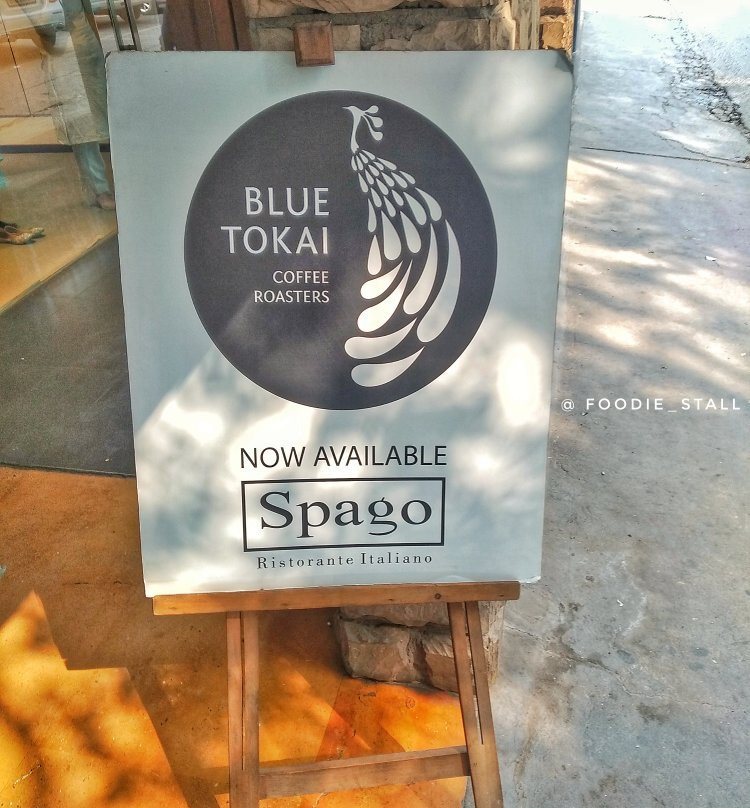 BLUE
TOKAI
COFFEE
ROASTERS
@ FOODIE_STALL
NOW AVAILABLE
Spago
Ristorante Italiano